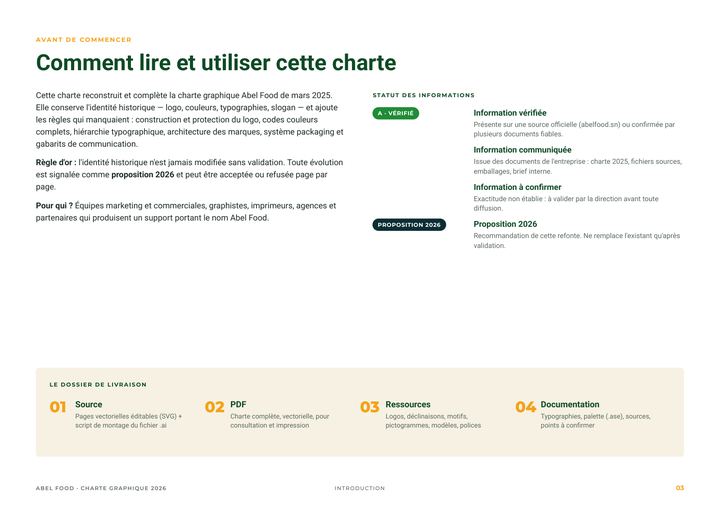 AVANT DE COMMENCER
Comment lire et utiliser cette charte
Cette charte reconstruit et complète la charte graphique Abel Food de mars 2025.
Elle conserve l'identité historique — logo, couleurs, typographies, slogan — et ajoute
les règles qui manquaient : construction et protection du logo, codes couleurs
complets, hiérarchie typographique, architecture des marques, système packaging et
gabarits de communication.
Règle d'or : l'identité historique n'est jamais modifiée sans validation. Toute évolution
est signalée comme proposition 2026 et peut être acceptée ou refusée page par
page.
Pour qui ? Équipes marketing et commerciales, graphistes, imprimeurs, agences et
partenaires qui produisent un support portant le nom Abel Food.
STATUT DES INFORMATIONS
A - VÉRIFIÉ
Information vérifiée
Présente sur une source officielle (abelfood.sn) ou confirmée par
plusieurs documents fiables.
Information communiquée
Issue des documents de l'entreprise : charte 2025, fichiers sources,
emballages, brief interne.
Information à confirmer
Exactitude non établie : à valider par la direction avant toute
diffusion.
PROPOSITION 2026
Proposition 2026
Recommandation de cette refonte. Ne remplace l'existant qu'après
validation.
LE DOSSIER DE LIVRAISON
01 Source
Pages vectorielles éditables (SVG) +
script de montage du fichier .ai
02 PDF
Charte complète, vectorielle, pour
consultation et impression
03 Ressources
Logos, déclinaisons, motifs,
pictogrammes, modèles, polices
04 Documentation
Typographies, palette (.ase), sources,
points à confirmer
ABEL FOOD - CHARTE GRAPHIQUE 2026
INTRODUCTION
03